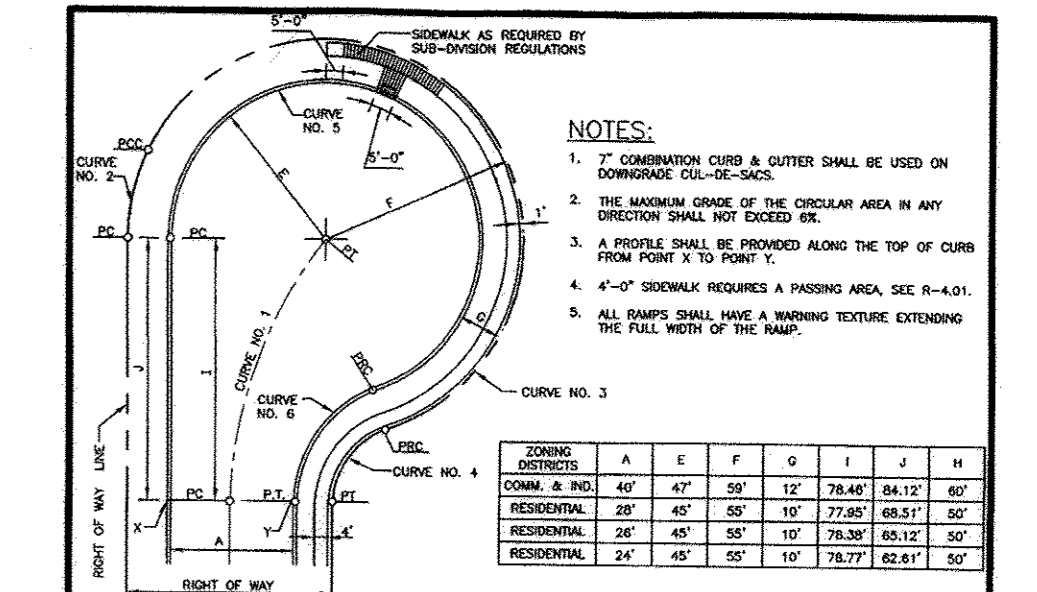 5'-0"
SIDEWALK AS REQUIRED BY
SUB-DIVISION REGULATIONS
CURVE
NO. 5
PCC
CURVE
NO. 2
5'-0"
E
F
PC
PC
PT
1'
J
I
CURVE NO. 1
G
PRC
CURVE
NO. 6
CURVE NO. 3
PRC
CURVE NO. 4
RIGHT OF WAY LINE
PC
P.T.
PT
X
Y
4'
A
RIGHT OF WAY
NOTES:
1. 7" COMBINATION CURB & GUTTER SHALL BE USED ON
DOWNGRADE CUL-DE-SACS.
2. THE MAXIMUM GRADE OF THE CIRCULAR AREA IN ANY
DIRECTION SHALL NOT EXCEED 6%.
3. A PROFILE SHALL BE PROVIDED ALONG THE TOP OF CURB
FROM POINT X TO POINT Y.
4. 4'-0" SIDEWALK REQUIRES A PASSING AREA, SEE R-4.01.
5. ALL RAMPS SHALL HAVE A WARNING TEXTURE EXTENDING
THE FULL WIDTH OF THE RAMP.
ZONING
DISTRICTS A E F G I J H
COMM. & IND. 40' 47' 59' 12' 78.46' 84.12' 60'
RESIDENTIAL 28' 45' 55' 10' 77.95' 68.51' 50'
RESIDENTIAL 26' 45' 55' 10' 78.38' 65.12' 50'
RESIDENTIAL 24' 45' 55' 10' 78.77' 62.61' 50'